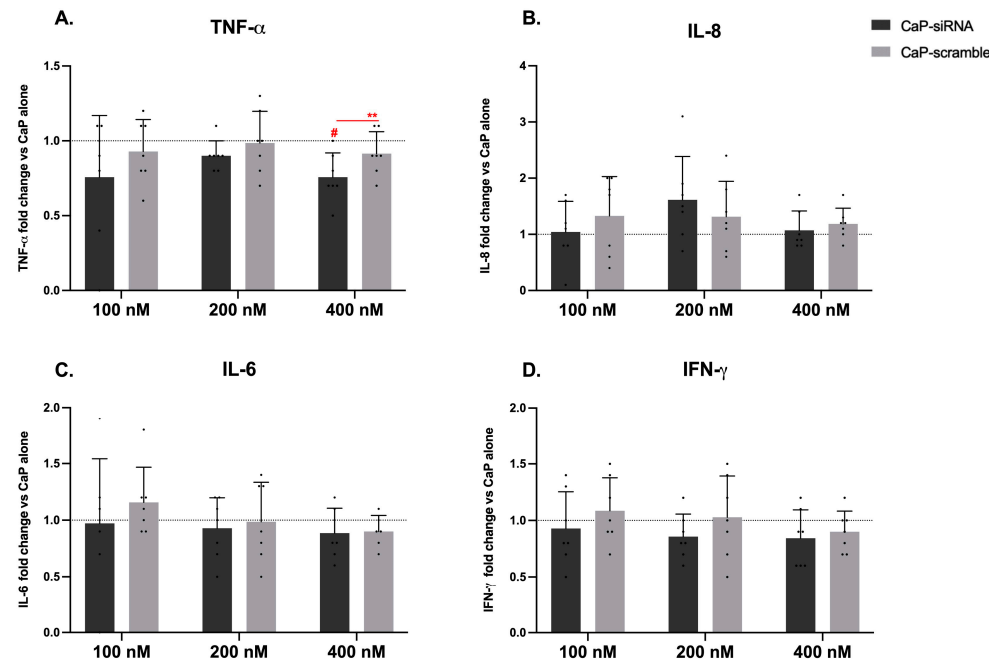 A.
TNF-α
TNF-α fold change vs CaP alone
1.5
1.0
0.5
0.0
#
**
100 nM
200 nM
400 nM
B.
IL-8
IL-8 fold change vs CaP alone
4
3
2
1
0
100 nM
200 nM
400 nM
CaP-siRNA
CaP-scramble
C.
IL-6
IL-6 fold change vs CaP alone
2.0
1.5
1.0
0.5
0.0
100 nM
200 nM
400 nM
D.
IFN-γ
IFN-γ fold change vs CaP alone
2.0
1.5
1.0
0.5
0.0
100 nM
200 nM
400 nM